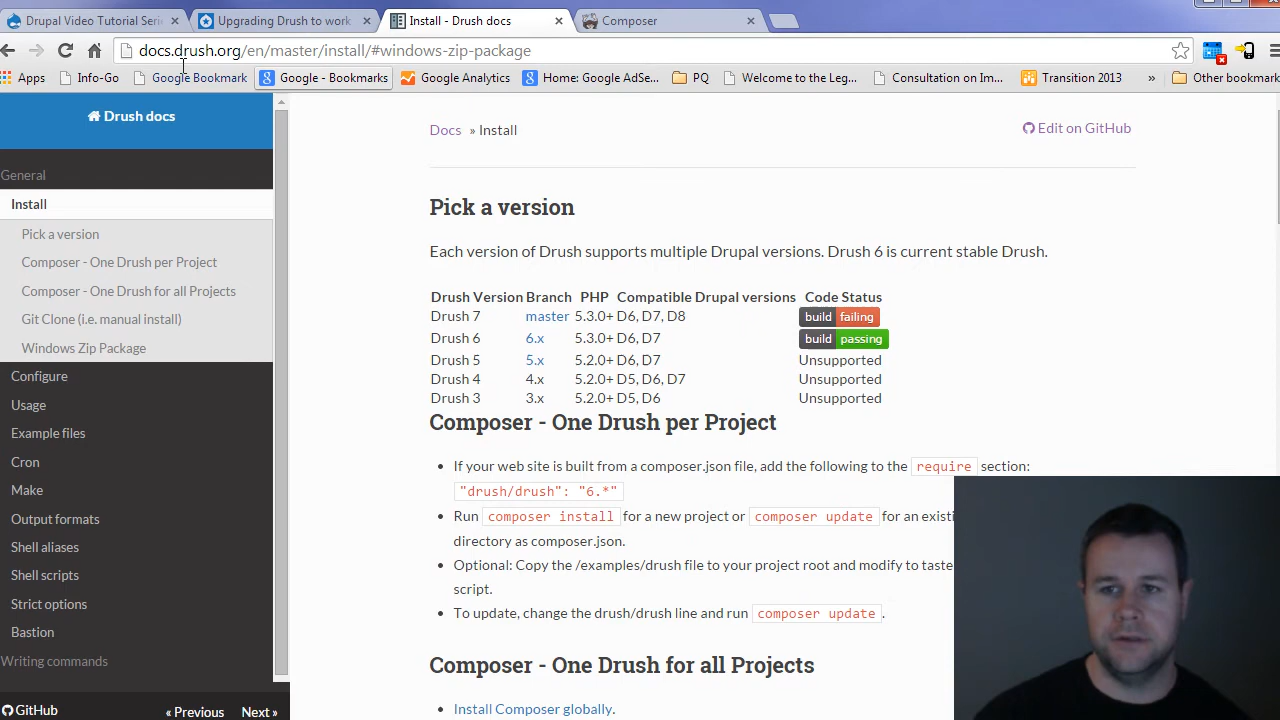 Drupal Video Tutorial Seri
Upgrading Drush to work
Install - Drush docs
Composer
docs.drush.org/en/master/install/#windows-zip-package
Apps
Info-Go
Google Bookmark
Google - Bookmarks
Google Analytics
Home: Google AdSe...
PQ
Welcome to the Leg...
Consultation on Im...
Transition 2013
»
Other bookmark
Drush docs
General
Install
Pick a version
Composer - One Drush per Project
Composer - One Drush for all Projects
Git Clone (i.e. manual install)
Windows Zip Package
Configure
Usage
Example files
Cron
Make
Output formats
Shell aliases
Shell scripts
Strict options
Bastion
Writing commands
GitHub
« Previous
Next »
Docs » Install
Edit on GitHub
Pick a version
Each version of Drush supports multiple Drupal versions. Drush 6 is current stable Drush.
Drush Version Branch PHP Compatible Drupal versions Code Status
Drush 7 master 5.3.0+ D6, D7, D8 build failing
Drush 6 6.x 5.3.0+ D6, D7 build passing
Drush 5 5.x 5.2.0+ D6, D7 Unsupported
Drush 4 4.x 5.2.0+ D5, D6, D7 Unsupported
Drush 3 3.x 5.2.0+ D5, D6 Unsupported
Composer - One Drush per Project
• If your web site is built from a composer.json file, add the following to the require section:
"drush/drush": "6.*"
• Run composer install for a new project or composer update for an existi
directory as composer.json.
• Optional: Copy the /examples/drush file to your project root and modify to taste
script.
• To update, change the drush/drush line and run composer update .
Composer - One Drush for all Projects
• Install Composer globally.